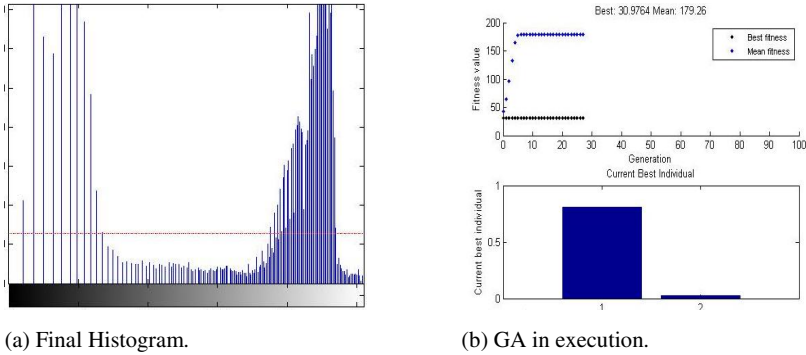 Best: 30.9764 Mean: 179.26
200
150
100
50
0
Fitness value
Best fitness
Mean fitness
0 10 20 30 40 50 60 70 80 90 100
Generation
Current Best Individual
1
0.5
0
Current best individual
1 2
(a) Final Histogram.
(b) GA in execution.